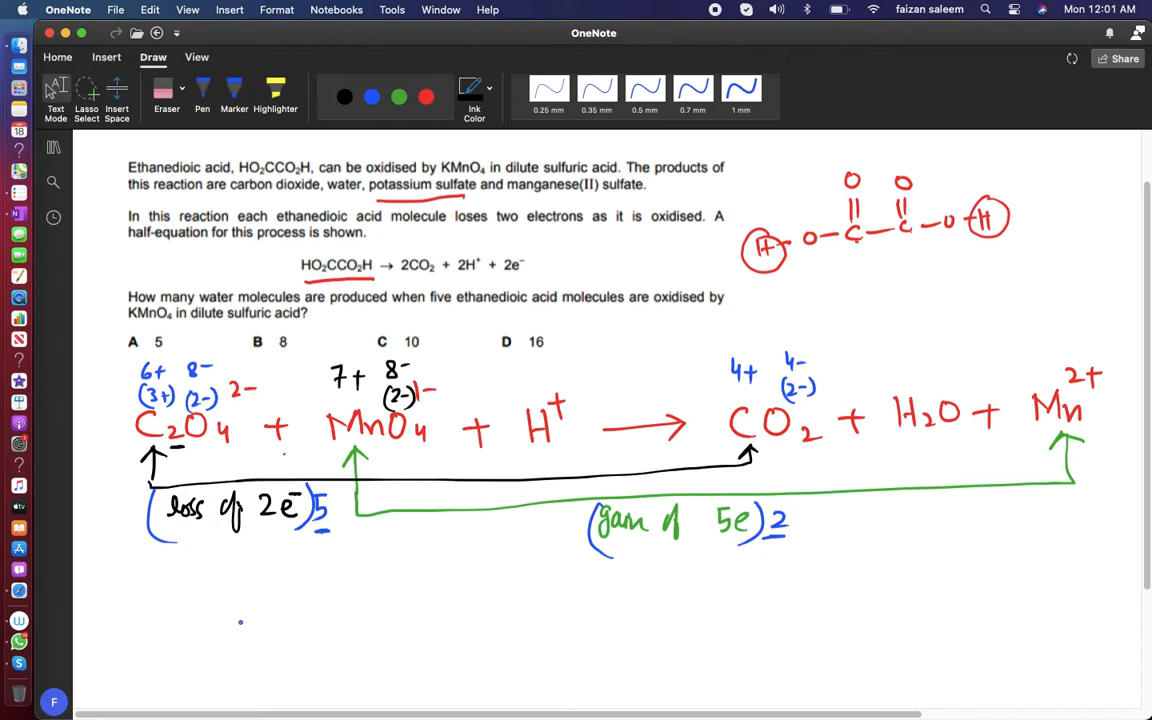 OneNote File Edit View Insert Format Notebooks Tools Window Help faizan saleem Mon 12:01 AM
OneNote
Home Insert Draw View Share
Text Mode Lasso Select Insert Space Eraser Pen Marker Highlighter Ink Color 0.25 mm 0.35 mm 0.5 mm 0.7 mm 1 mm
Ethanedioic acid, HO₂CCO₂H, can be oxidised by KMnO₄ in dilute sulfuric acid. The products of
this reaction are carbon dioxide, water, potassium sulfate and manganese(II) sulfate.
In this reaction each ethanedioic acid molecule loses two electrons as it is oxidised. A
half-equation for this process is shown.
HO₂CCO₂H → 2CO₂ + 2H⁺ + 2e⁻
How many water molecules are produced when five ethanedioic acid molecules are oxidised by
KMnO₄ in dilute sulfuric acid?
A 5 B 8 C 10 D 16
O O
H - O - C - C - O - H
6+ 8- 7+ 8- 4+ 4-
(3+) (2-) 2- (2-) 1- (2-) 2+
C₂O₄ + MnO₄ + H⁺ → CO₂ + H₂O + Mn
(loss of 2e⁻)5 (gain of 5e)2
F